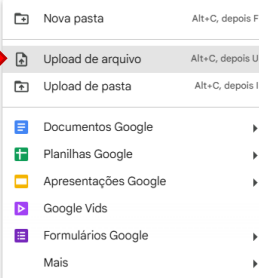 Nova pasta Alt+C, depois F
Upload de arquivo Alt+C, depois U
Upload de pasta Alt+C, depois I
Documentos Google
Planilhas Google
Apresentações Google
Google Vids
Formulários Google
Mais